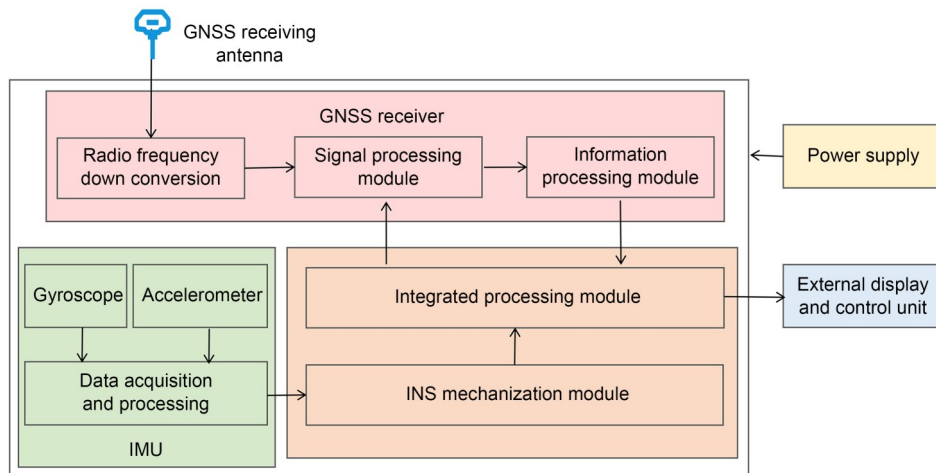 GNSS receiving
antenna
GNSS receiver
Radio frequency
down conversion
Signal processing
module
Information
processing module
Power supply
Gyroscope
Accelerometer
Integrated processing module
External display
and control unit
Data acquisition
and processing
INS mechanization module
IMU